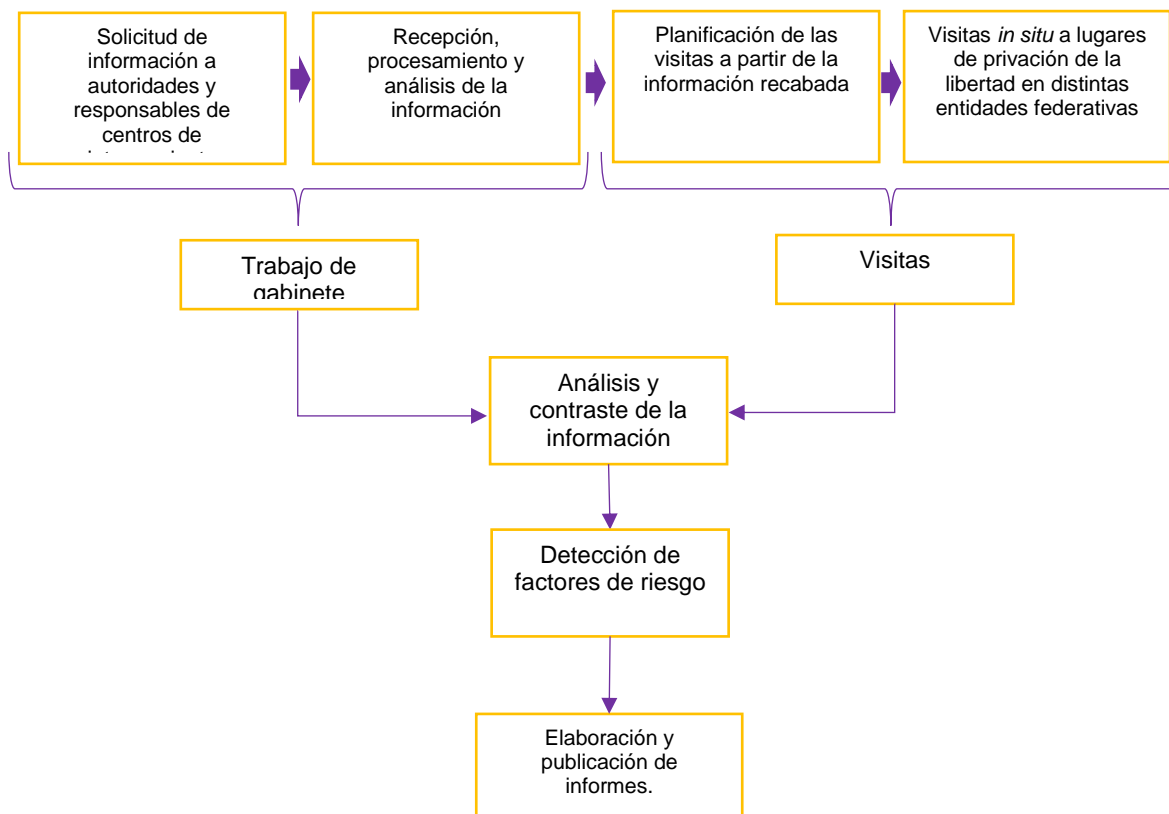 Solicitud de
información a
autoridades y
responsables de
centros de
Recepción,
procesamiento y
análisis de la
información
Planificación de las
visitas a partir de la
información recabada
Visitas in situ a lugares
de privación de la
libertad en distintas
entidades federativas
Trabajo de
gabinete
Visitas
Análisis y
contraste de la
información
Detección de
factores de riesgo
Elaboración y
publicación de
informes.